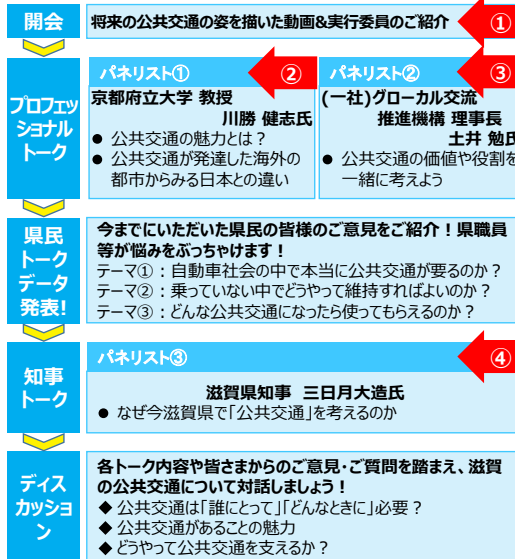 開会
将来の公共交通の姿を描いた動画&実行委員のご紹介
①
プロフェッ
ショナル
トーク
パネリスト①
②
京都府立大学 教授
川勝 健志氏
● 公共交通の魅力とは？
● 公共交通が発達した海外の
都市からみる日本との違い
パネリスト②
③
(一社)グローカル交流
推進機構 理事長
土井 勉氏
● 公共交通の価値や役割を
一緒に考えよう
県民
トーク
データ
発表!
今までにいただいた県民の皆様のご意見をご紹介！県職員
等が悩みをぶっちゃけます！
テーマ①：自動車社会の中で本当に公共交通が要るのか？
テーマ②：乗っていない中でどうやって維持すればよいのか？
テーマ③：どんな公共交通になったら使ってもらえるのか？
知事
トーク
パネリスト③
④
滋賀県知事 三日月大造氏
● なぜ今滋賀県で「公共交通」を考えるのか
ディス
カッショ
ン
各トーク内容や皆さまからのご意見・ご質問を踏まえ、滋賀
の公共交通について対話しましょう！
◆ 公共交通は「誰にとって」「どんなときに」必要？
◆ 公共交通があることの魅力
◆ どうやって公共交通を支えるか？